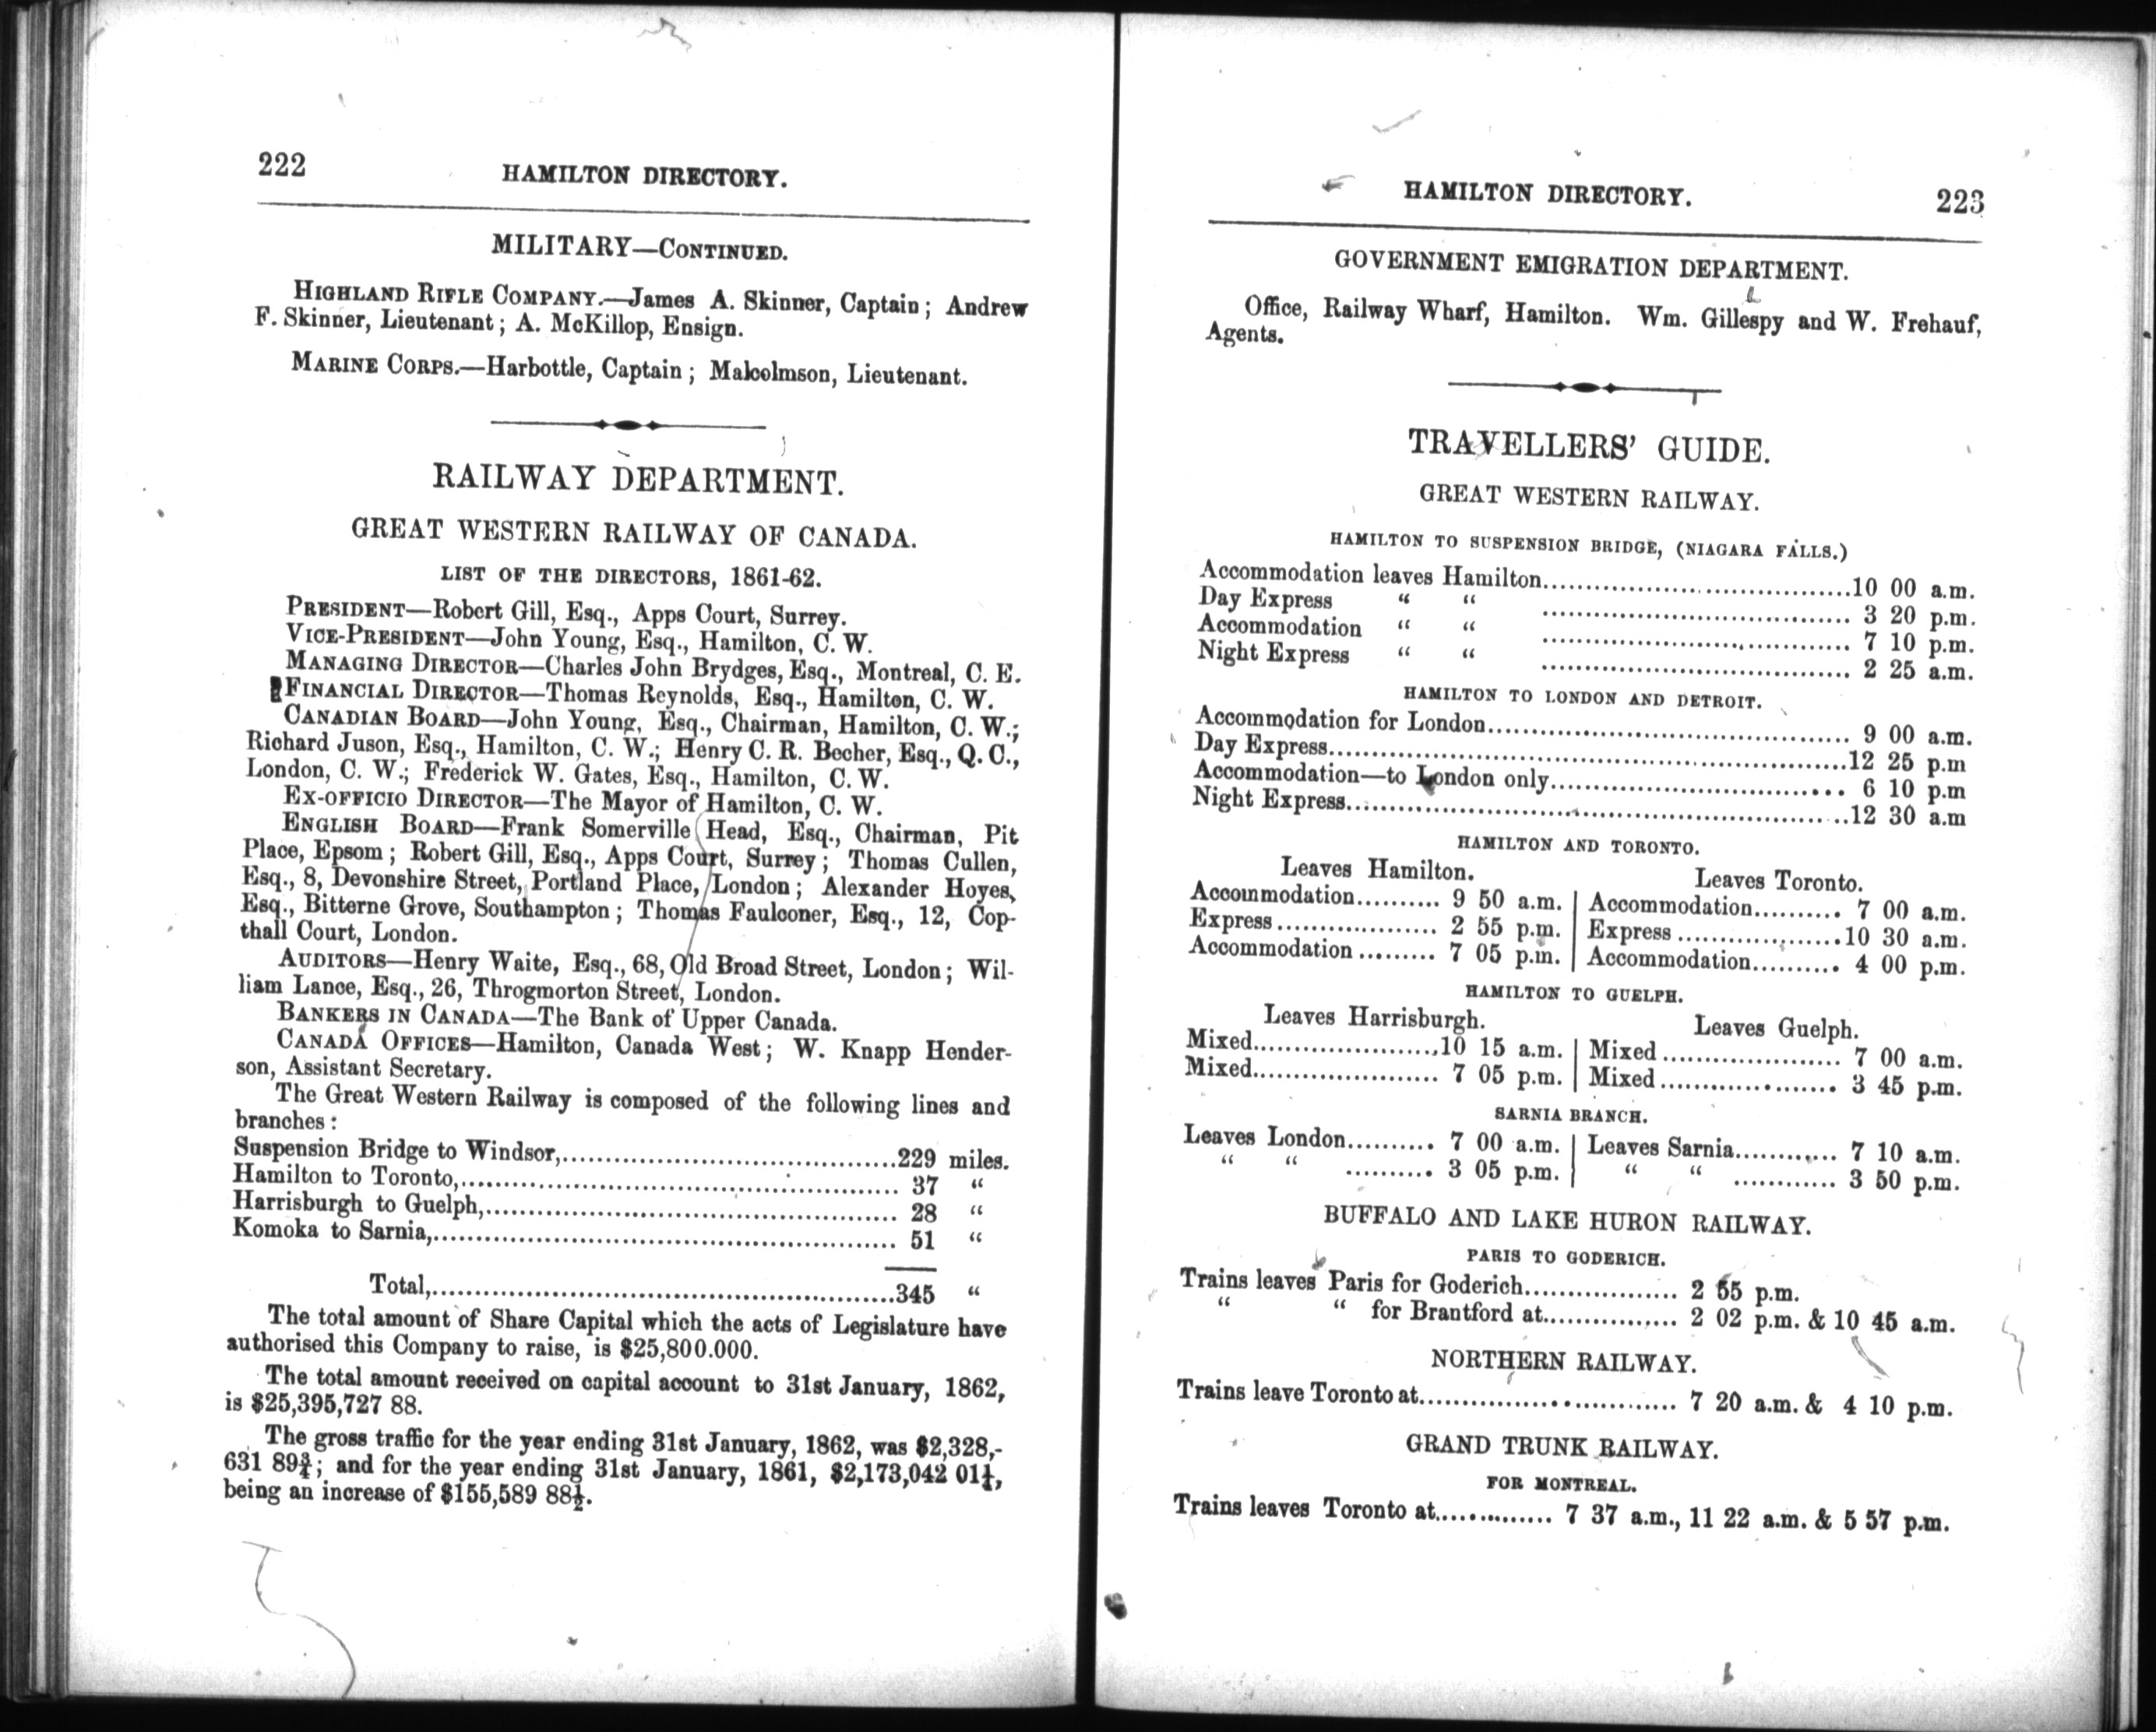 222
HAMILTON DIRECTORY.
MILITARY—CONTINUED.
HIGHLAND RIFLE COMPANY.—James A. Skinner, Captain; Andrew
F. Skinner, Lieutenant; A. McKillop, Ensign.
MARINE CORPS.—Harbottle, Captain; Malcolmson, Lieutenant.
RAILWAY DEPARTMENT.
GREAT WESTERN RAILWAY OF CANADA.
LIST OF THE DIRECTORS, 1861-62.
PRESIDENT—Robert Gill, Esq., Apps Court, Surrey.
VICE-PRESIDENT—John Young, Esq., Hamilton, C. W.
MANAGING DIRECTOR—Charles John Brydges, Esq., Montreal, C. E.
FINANCIAL DIRECTOR—Thomas Reynolds, Esq., Hamilton, C. W.
CANADIAN BOARD—John Young, Esq., Chairman, Hamilton, C. W.;
Richard Juson, Esq., Hamilton, C. W.; Henry C. R. Becher, Esq., Q. C.,
London, C. W.; Frederick W. Gates, Esq., Hamilton, C. W.
EX-OFFICIO DIRECTOR—The Mayor of Hamilton, C. W.
ENGLISH BOARD—Frank Somerville Head, Esq., Chairman, Pit
Place, Epsom; Robert Gill, Esq., Apps Court, Surrey; Thomas Cullen,
Esq., 8, Devonshire Street, Portland Place, London; Alexander Hoyes,
Esq., Bitterne Grove, Southampton; Thomas Faulconer, Esq., 12, Cop-
thall Court, London.
AUDITORS—Henry Waite, Esq., 68, Old Broad Street, London; Wil-
liam Lance, Esq., 26, Throgmorton Street, London.
BANKERS IN CANADA—The Bank of Upper Canada.
CANADA OFFICES—Hamilton, Canada West; W. Knapp Hender-
son, Assistant Secretary.
The Great Western Railway is composed of the following lines and
branches:
Suspension Bridge to Windsor,..........229 miles.
Hamilton to Toronto,.......... 37 “
Harrisburgh to Guelph,.......... 28 “
Komoka to Sarnia,.......... 51 “
Total,..........345 “
The total amount of Share Capital which the acts of Legislature have
authorised this Company to raise, is $25,800.000.
The total amount received on capital account to 31st January, 1862,
is $25,395,727 88.
The gross traffic for the year ending 31st January, 1862, was $2,328,-
631 89¾; and for the year ending 31st January, 1861, $2,173,042 01¼,
being an increase of $155,589 88½.
HAMILTON DIRECTORY.
223
GOVERNMENT EMIGRATION DEPARTMENT.
Office, Railway Wharf, Hamilton. Wm. Gillespy and W. Frehauf,
Agents.
TRAVELLERS’ GUIDE.
GREAT WESTERN RAILWAY.
HAMILTON TO SUSPENSION BRIDGE, (NIAGARA FALLS.)
Accommodation leaves Hamilton..........10 00 a.m.
Day Express “ “ .......... 3 20 p.m.
Accommodation “ “ .......... 7 10 p.m.
Night Express “ “ .......... 2 25 a.m.
HAMILTON TO LONDON AND DETROIT.
Accommodation for London.......... 9 00 a.m.
Day Express..........12 25 p.m
Accommodation—to London only.......... 6 10 p.m
Night Express..........12 30 a.m
HAMILTON AND TORONTO.
Leaves Hamilton. Leaves Toronto.
Accommodation.......... 9 50 a.m. | Accommodation.......... 7 00 a.m.
Express.......... 2 55 p.m. | Express..........10 30 a.m.
Accommodation.......... 7 05 p.m. | Accommodation.......... 4 00 p.m.
HAMILTON TO GUELPH.
Leaves Harrisburgh. Leaves Guelph.
Mixed..........10 15 a.m. | Mixed.......... 7 00 a.m.
Mixed.......... 7 05 p.m. | Mixed.......... 3 45 p.m.
SARNIA BRANCH.
Leaves London.......... 7 00 a.m. | Leaves Sarnia.......... 7 10 a.m.
“ “ .......... 3 05 p.m. | “ “ .......... 3 50 p.m.
BUFFALO AND LAKE HURON RAILWAY.
PARIS TO GODERICH.
Trains leaves Paris for Goderich.......... 2 55 p.m.
“ “ for Brantford at.......... 2 02 p.m. & 10 45 a.m.
NORTHERN RAILWAY.
Trains leave Toronto at.......... 7 20 a.m. & 4 10 p.m.
GRAND TRUNK RAILWAY.
FOR MONTREAL.
Trains leaves Toronto at.......... 7 37 a.m., 11 22 a.m. & 5 57 p.m.